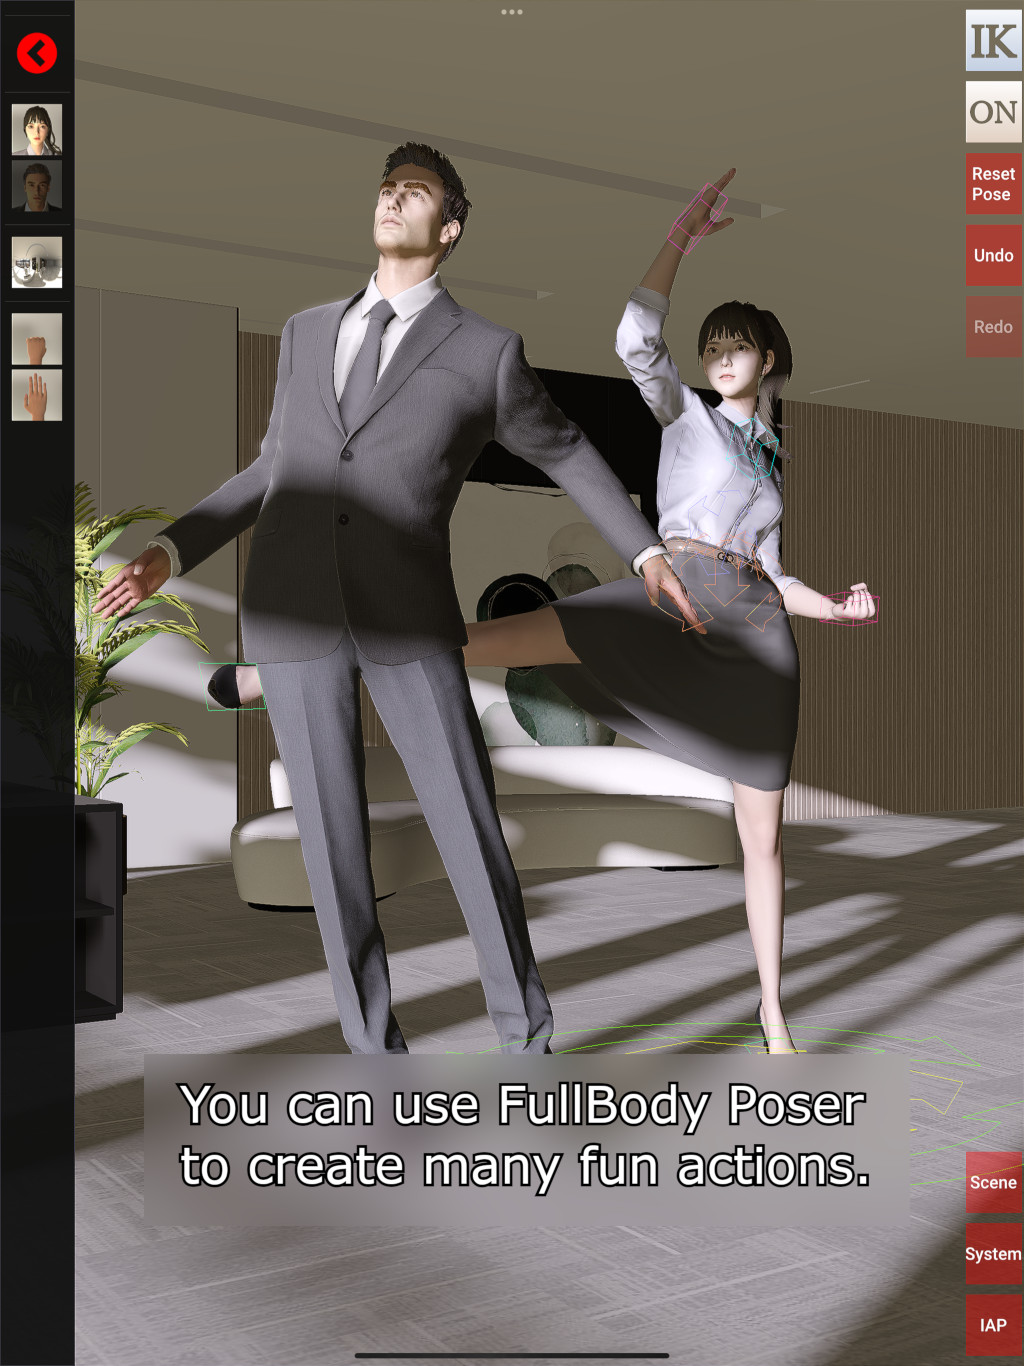 IK
ON
Reset
Pose
Undo
Redo
You can use FullBody Poser
to create many fun actions.
Scene
System
IAP